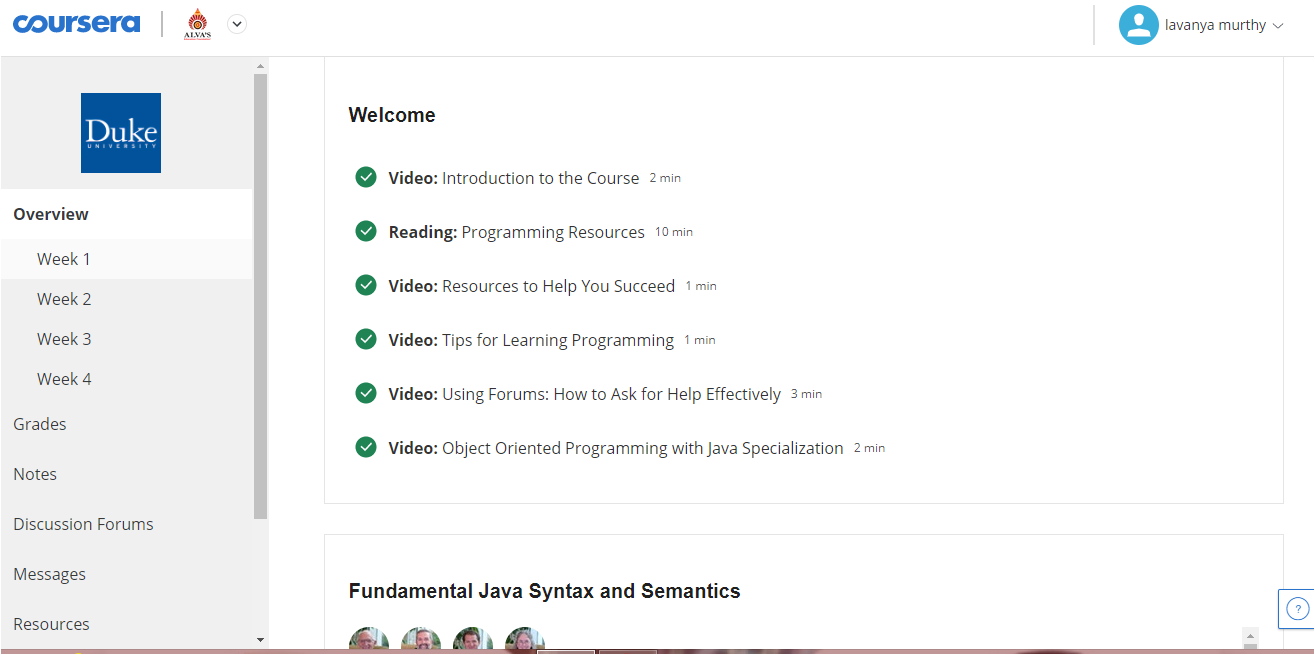 coursera
ALVA'S
lavanya murthy
Duke
UNIVERSITY
Overview
Week 1
Week 2
Week 3
Week 4
Grades
Notes
Discussion Forums
Messages
Resources
Welcome
Video: Introduction to the Course 2 min
Reading: Programming Resources 10 min
Video: Resources to Help You Succeed 1 min
Video: Tips for Learning Programming 1 min
Video: Using Forums: How to Ask for Help Effectively 3 min
Video: Object Oriented Programming with Java Specialization 2 min
Fundamental Java Syntax and Semantics
?